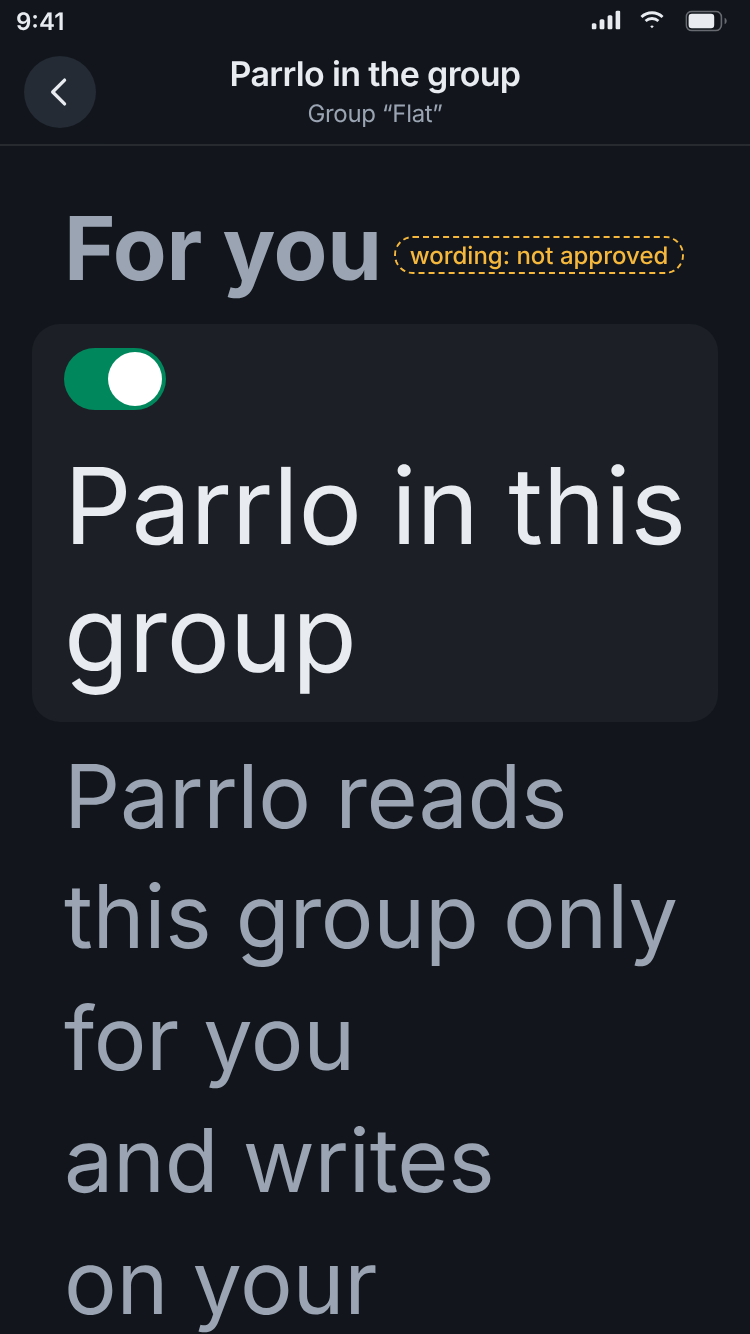 9:41
Parrlo in the group
Group “Flat”
For you wording: not approved
Parrlo in this
group
Parrlo reads
this group only
for you
and writes
on your